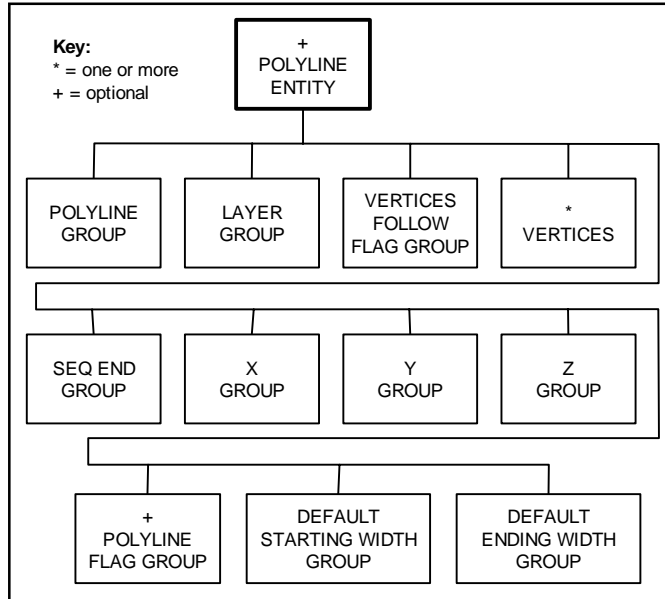 Key:
* = one or more
+ = optional
+
POLYLINE
ENTITY
POLYLINE
GROUP
LAYER
GROUP
VERTICES
FOLLOW
FLAG GROUP
*
VERTICES
SEQ END
GROUP
X
GROUP
Y
GROUP
Z
GROUP
+
POLYLINE
FLAG GROUP
DEFAULT
STARTING WIDTH
GROUP
DEFAULT
ENDING WIDTH
GROUP